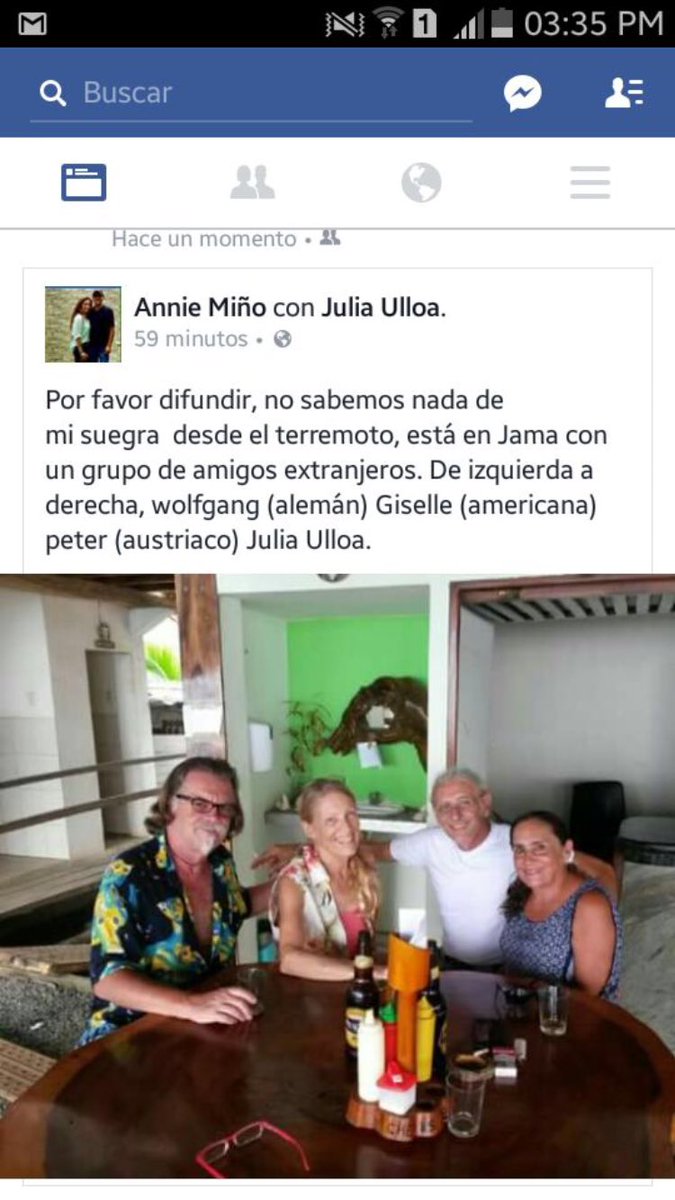 1 03:35 PM
Buscar
Hace un momento •
Annie Miño con Julia Ulloa.
59 minutos •
Por favor difundir, no sabemos nada de
mi suegra desde el terremoto, está en Jama con
un grupo de amigos extranjeros. De izquierda a
derecha, wolfgang (alemán) Giselle (americana)
peter (austriaco) Julia Ulloa.